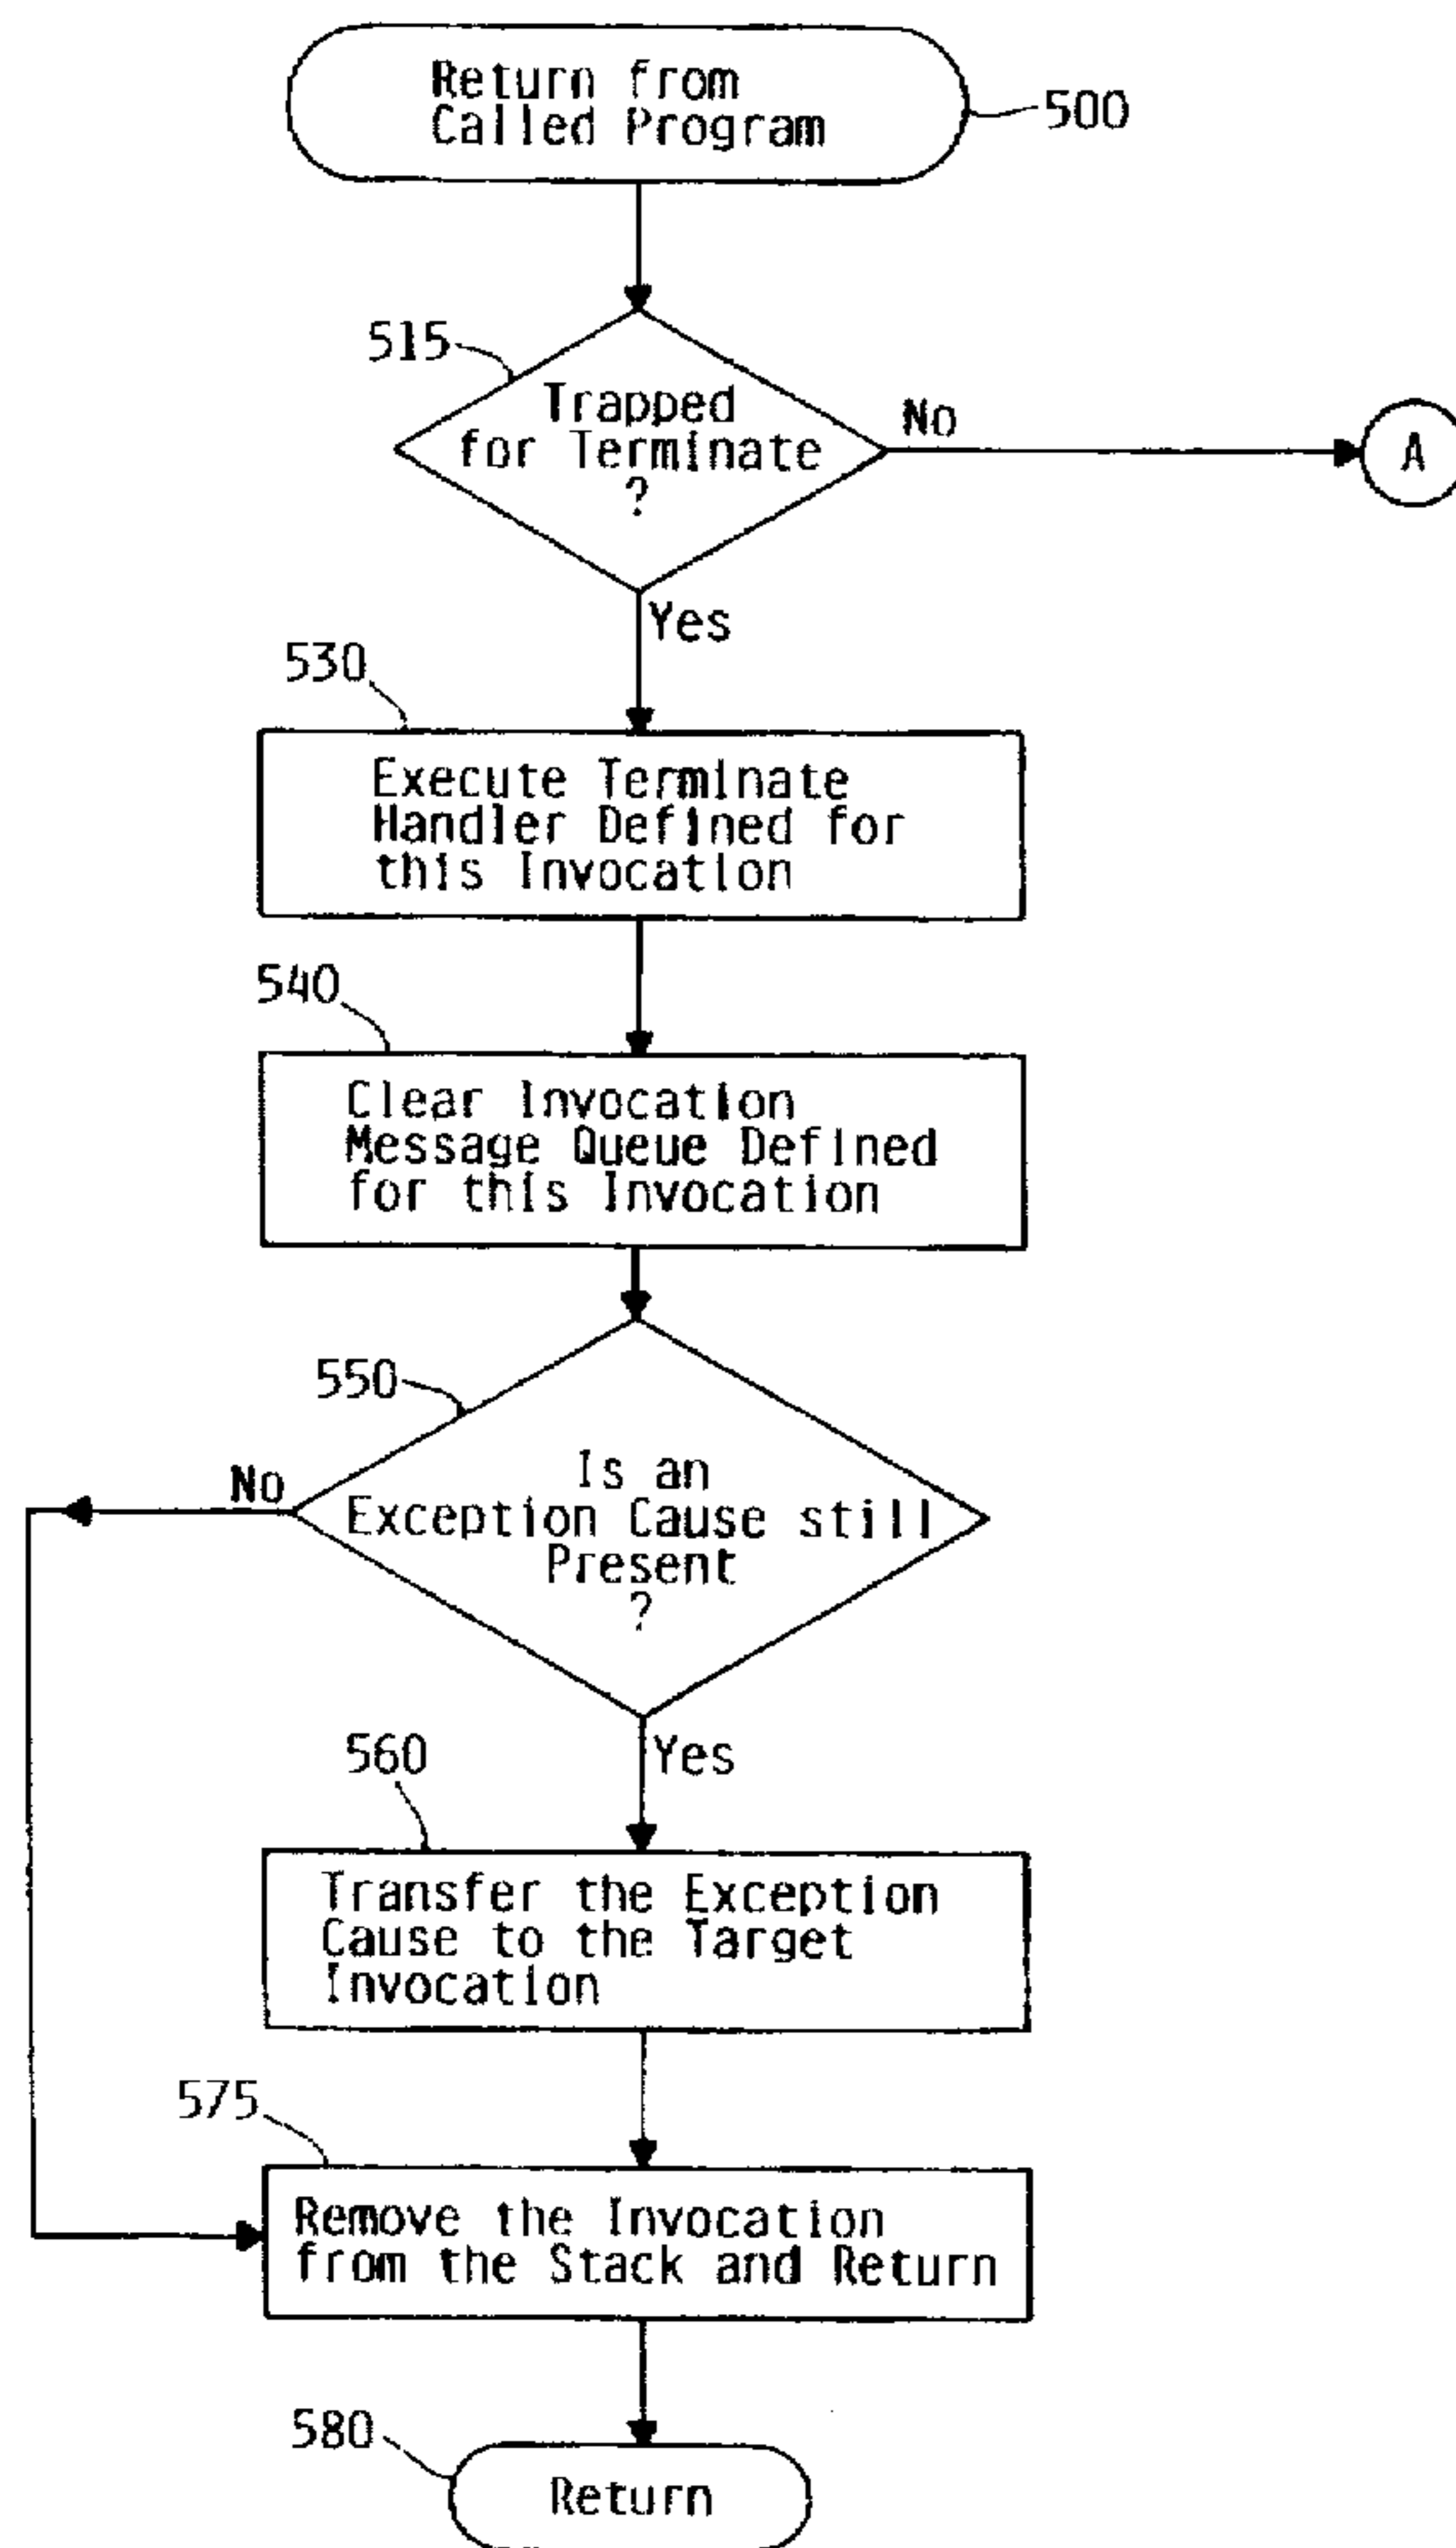 Return from
Called Program
500
515
Trapped
for Terminate
?
No
A
Yes
530
Execute Terminate
Handler Defined for
this Invocation
540
Clear Invocation
Message Queue Defined
for this Invocation
550
Is an
Exception Cause still
Present
?
No
Yes
560
Transfer the Exception
Cause to the Target
Invocation
575
Remove the Invocation
from the Stack and Return
580
Return